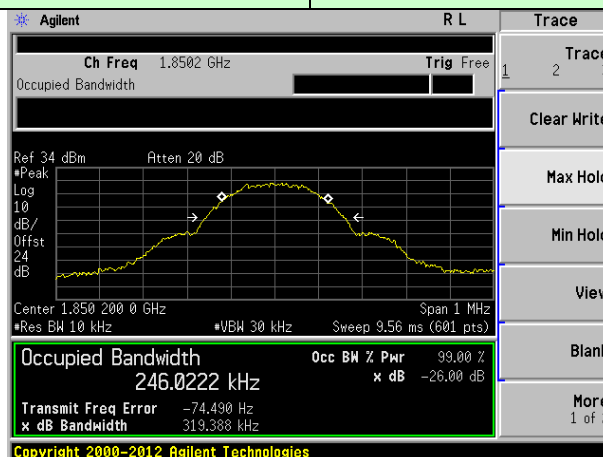 Agilent R L Trace
Ch Freq 1.8502 GHz Trig Free
Occupied Bandwidth
Trace
1 2
Clear Write
Max Hold
Min Hold
View
Blank
More
1 of
Ref 34 dBm Atten 20 dB
#Peak
Log
10
dB/
Offst
24
dB
Center 1.850 200 0 GHz Span 1 MHz
#Res BW 10 kHz #VBW 30 kHz Sweep 9.56 ms (601 pts)
Occupied Bandwidth Occ BW % Pwr 99.00 %
246.0222 kHz x dB -26.00 dB
Transmit Freq Error -74.490 Hz
x dB Bandwidth 319.388 kHz
Copyright 2000-2012 Agilent Technologies